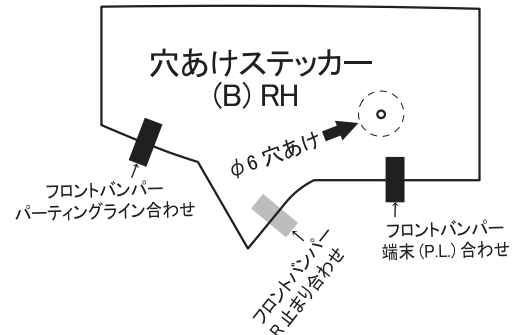 穴あけステッカー
(B) RH
φ6 穴あけ
フロントバンパー
パーティングライン合わせ
フロントバンパー
R 止まり合わせ
フロントバンパー
端末 (P.L.) 合わせ